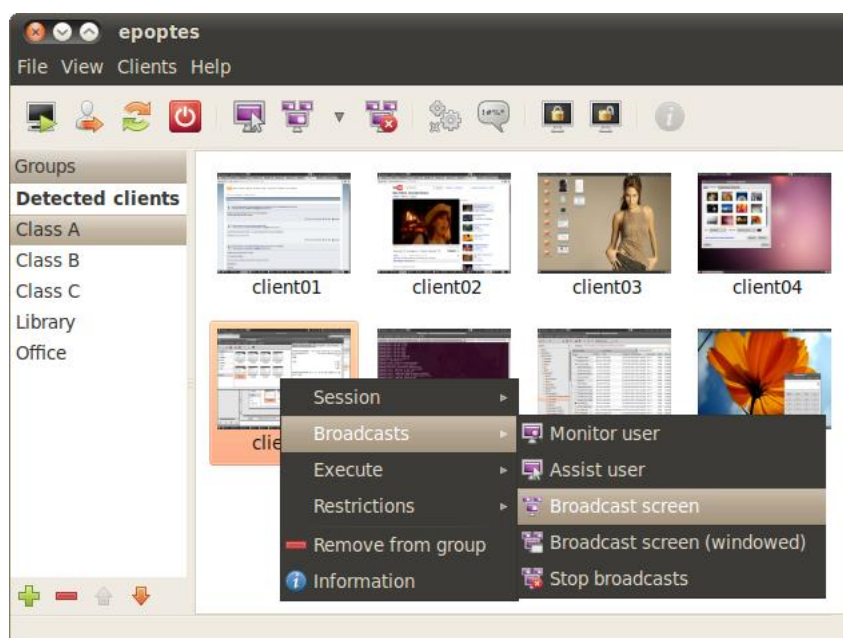 epoptes
File View Clients Help
Groups
Detected clients
Class A
Class B
Class C
Library
Office
client01
client02
client03
client04
clie
Session
Broadcasts
Execute
Restrictions
Remove from group
Information
Monitor user
Assist user
Broadcast screen
Broadcast screen (windowed)
Stop broadcasts